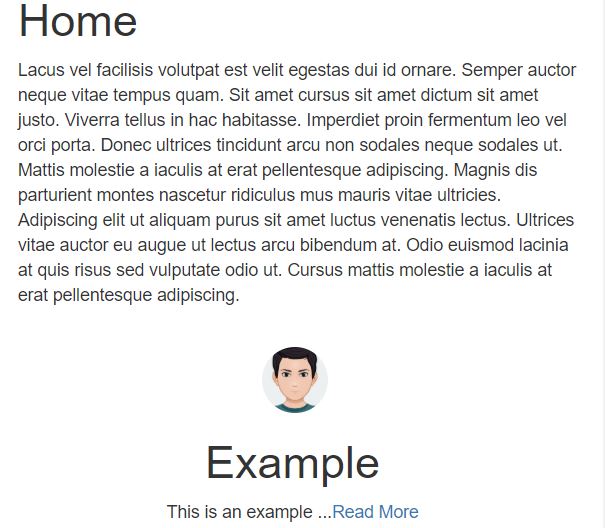 Home
Lacus vel facilisis volutpat est velit egestas dui id ornare. Semper auctor
neque vitae tempus quam. Sit amet cursus sit amet dictum sit amet
justo. Viverra tellus in hac habitasse. Imperdiet proin fermentum leo vel
orci porta. Donec ultrices tincidunt arcu non sodales neque sodales ut.
Mattis molestie a iaculis at erat pellentesque adipiscing. Magnis dis
parturient montes nascetur ridiculus mus mauris vitae ultricies.
Adipiscing elit ut aliquam purus sit amet luctus venenatis lectus. Ultrices
vitae auctor eu augue ut lectus arcu bibendum at. Odio euismod lacinia
at quis risus sed vulputate odio ut. Cursus mattis molestie a iaculis at
erat pellentesque adipiscing.
Example
This is an example ...Read More